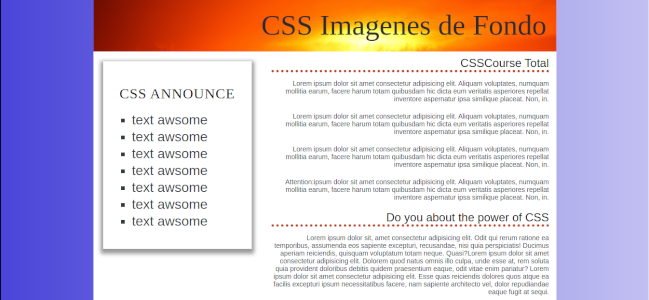 CSS Imagenes de Fondo
CSS ANNOUNCE
text awsome
text awsome
text awsome
text awsome
text awsome
text awsome
text awsome
CSSCourse Total
Lorem ipsum dolor sit amet consectetur adipisicing elit. Aliquam voluptates, numquam
mollitia earum, facere harum totam quibusdam hic dicta eum veritatis asperiores repellat
inventore aspernatur ipsa similique placeat. Non, in.
Lorem ipsum dolor sit amet consectetur adipisicing elit. Aliquam voluptates, numquam
mollitia earum, facere harum totam quibusdam hic dicta eum veritatis asperiores repellat
inventore aspernatur ipsa similique placeat. Non, in.
Lorem ipsum dolor sit amet consectetur adipisicing elit. Aliquam voluptates, numquam
mollitia earum, facere harum totam quibusdam hic dicta eum veritatis asperiores repellat
inventore aspernatur ipsa similique placeat. Non, in.
Attention:ipsum dolor sit amet consectetur adipisicing elit. Aliquam voluptates, numquam
mollitia earum, facere harum totam quibusdam hic dicta eum veritatis asperiores repellat
inventore aspernatur ipsa similique placeat. Non, in.
Do you about the power of CSS
Lorem ipsum dolor sit, amet consectetur adipisicing elit. Odit qui rerum ratione ea
temporibus, assumenda eos sapiente excepturi, recusandae, nisi quia perspiciatis! Ducimus
aperiam reiciendis, quisquam voluptatum totam worem. Quasi?Lorem ipsum dolor sit
amet consectetur adipisicing elit. Dolorem quod natus omnis illo culpa, unde esse at, rem soluta
quia provident doloribus debitis quidem praesentium eaque, odit vitae enim pariatur? Lorem
ipsum dolor sit amet consectetur adipisicing elit. Esse quas reiciendis dolores quos atque ex
facilis excepturi ipsum necessitatibus facere, nam sapiente architecto vel, dolor repudiandae
eaque fugit at sequi.